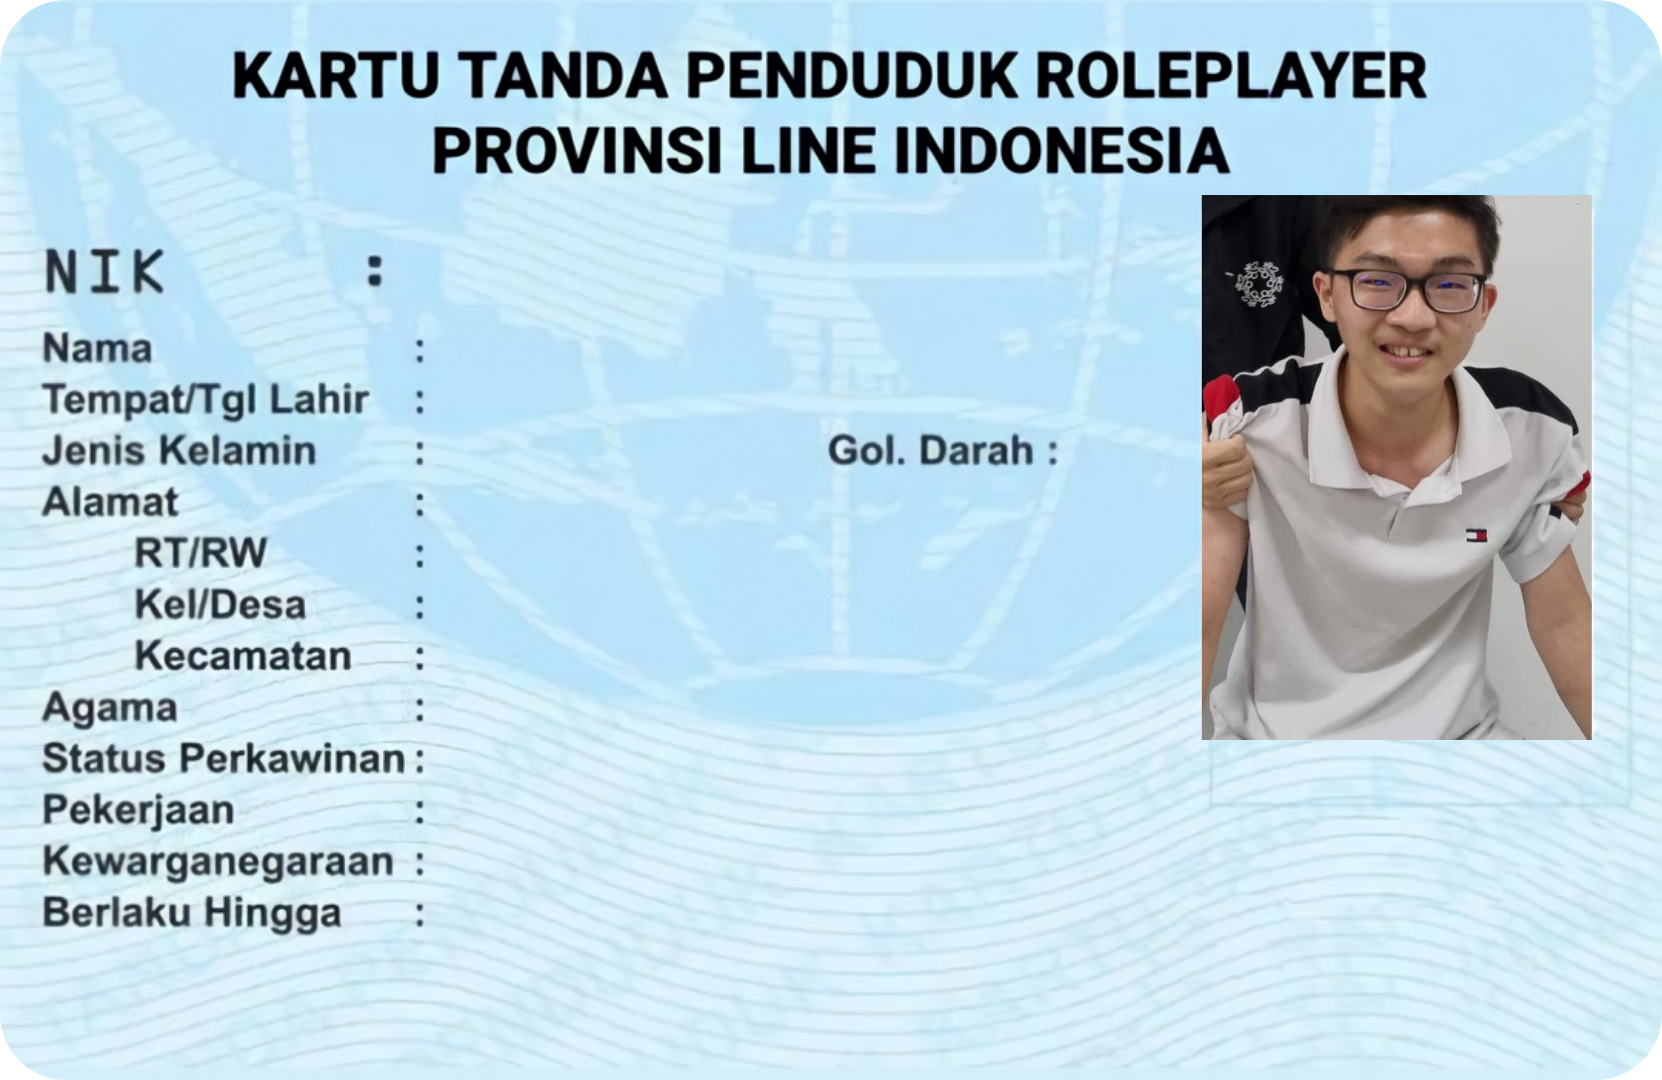 KARTU TANDA PENDUDUK ROLEPLAYER
PROVINSI LINE INDONESIA
NIK :
Nama :
Tempat/Tgl Lahir :
Jenis Kelamin : Gol. Darah :
Alamat :
RT/RW :
Kel/Desa :
Kecamatan :
Agama :
Status Perkawinan :
Pekerjaan :
Kewarganegaraan :
Berlaku Hingga :